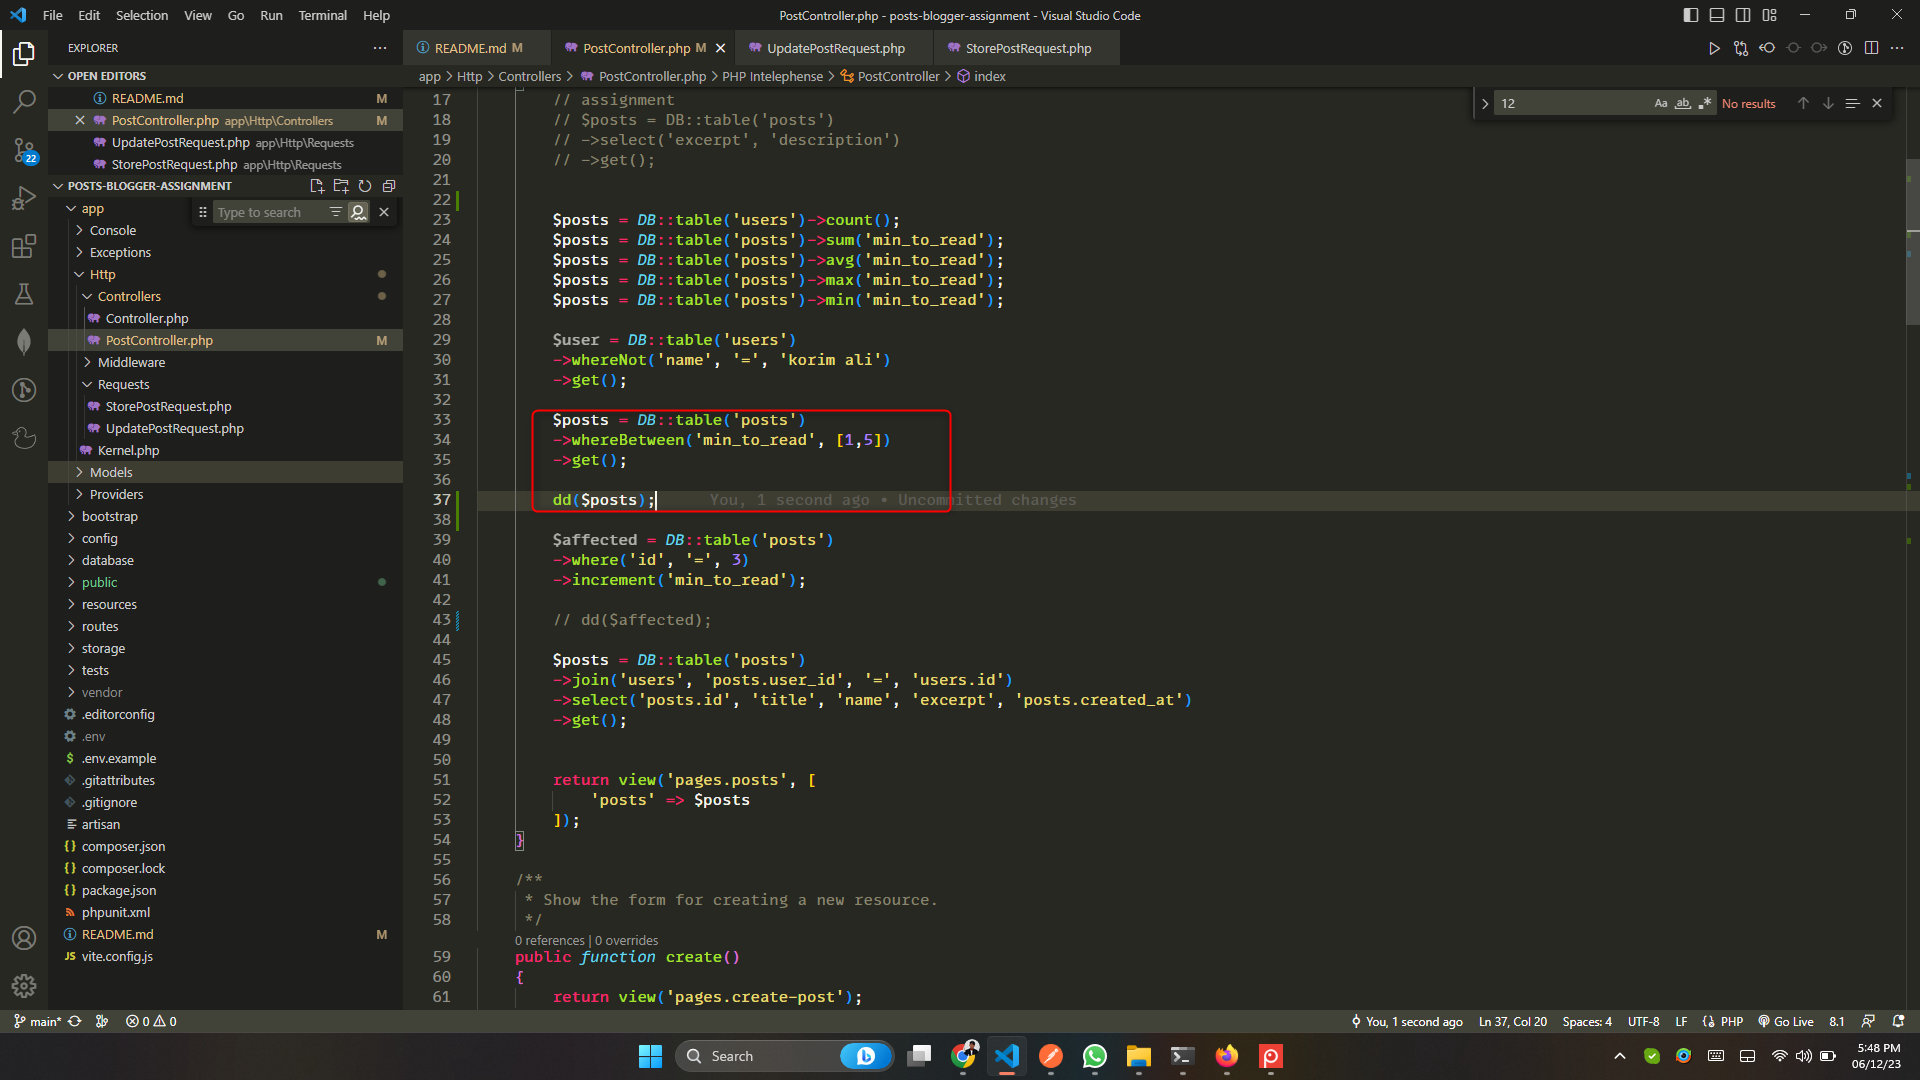 File Edit Selection View Go Run Terminal Help
PostController.php - posts-blogger-assignment - Visual Studio Code
EXPLORER
OPEN EDITORS
README.md M
PostController.php app\Http\Controllers M
UpdatePostRequest.php app\Http\Requests
StorePostRequest.php app\Http\Requests
POSTS-BLOGGER-ASSIGNMENT
Type to search
app
Console
Exceptions
Http
Controllers
Controller.php
PostController.php M
Middleware
Requests
StorePostRequest.php
UpdatePostRequest.php
Kernel.php
Models
Providers
bootstrap
config
database
public
resources
routes
storage
tests
vendor
.editorconfig
.env
.env.example
.gitattributes
.gitignore
artisan
composer.json
composer.lock
package.json
phpunit.xml
README.md M
vite.config.js
22
README.md M PostController.php M UpdatePostRequest.php StorePostRequest.php
app > Http > Controllers > PostController.php > PHP Intelephense > PostController > index
12 Aa ab No results
17 // assignment
18 // $posts = DB::table('posts')
19 // ->select('excerpt', 'description')
20 // ->get();
21
22
23 $posts = DB::table('users')->count();
24 $posts = DB::table('posts')->sum('min_to_read');
25 $posts = DB::table('posts')->avg('min_to_read');
26 $posts = DB::table('posts')->max('min_to_read');
27 $posts = DB::table('posts')->min('min_to_read');
28
29 $user = DB::table('users')
30 ->whereNot('name', '=', 'korim ali')
31 ->get();
32
33 $posts = DB::table('posts')
34 ->whereBetween('min_to_read', [1,5])
35 ->get();
36
37 dd($posts); You, 1 second ago • Uncommitted changes
38
39 $affected = DB::table('posts')
40 ->where('id', '=', 3)
41 ->increment('min_to_read');
42
43 // dd($affected);
44
45 $posts = DB::table('posts')
46 ->join('users', 'posts.user_id', '=', 'users.id')
47 ->select('posts.id', 'title', 'name', 'excerpt', 'posts.created_at')
48 ->get();
49
50
51 return view('pages.posts', [
52 'posts' => $posts
53 ]);
54 }
55
56 /**
57 * Show the form for creating a new resource.
58 */
0 references | 0 overrides
59 public function create()
60 {
61 return view('pages.create-post');
main* 0 0 You, 1 second ago Ln 37, Col 20 Spaces: 4 UTF-8 LF PHP Go Live 8.1
Search
5:48 PM
06/12/23